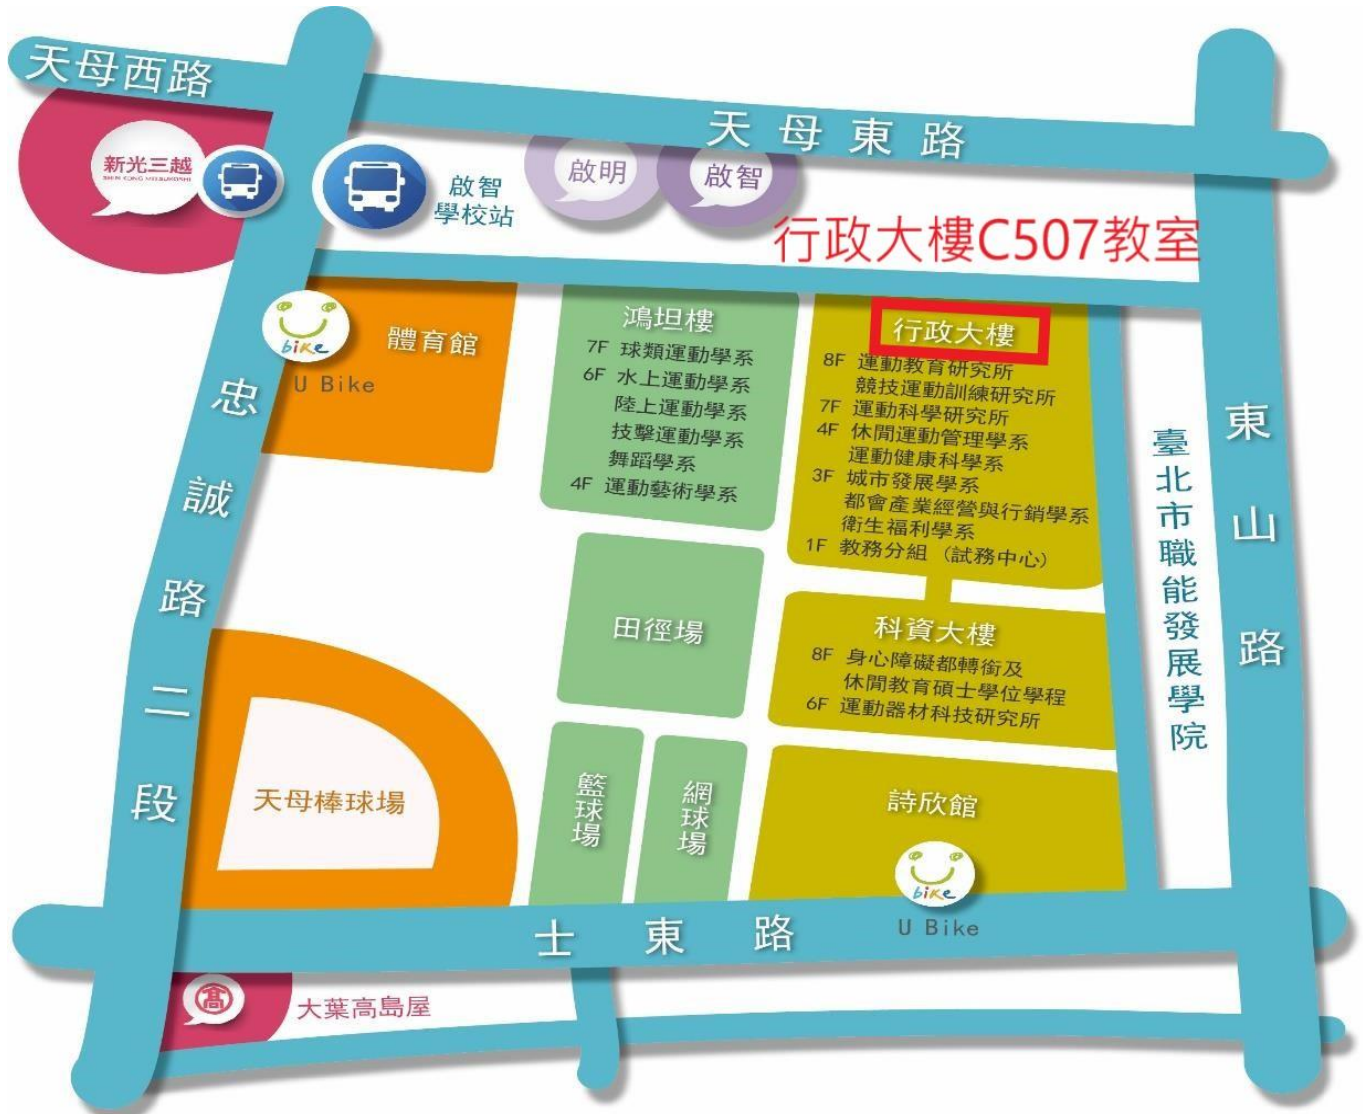 天母西路
天母東路
新光三越
SHIN KONG MITSUKOSHI
啟智
學校站
啟明
啟智
行政大樓C507教室
bike
U Bike
體育館
鴻坦樓
7F 球類運動學系
6F 水上運動學系
陸上運動學系
技擊運動學系
舞蹈學系
4F 運動藝術學系
行政大樓
8F 運動教育研究所
競技運動訓練研究所
7F 運動科學研究所
4F 休閒運動管理學系
運動健康科學系
3F 城市發展學系
都會產業經營與行銷學系
衛生福利學系
1F 教務分組（試務中心）
忠誠路二段
臺北市職能發展學院
東山路
田徑場
科資大樓
8F 身心障礙都轉銜及
休閒教育碩士學位學程
6F 運動器材科技研究所
天母棒球場
籃球場
網球場
詩欣館
bike
U Bike
士東路
髙
大葉高島屋